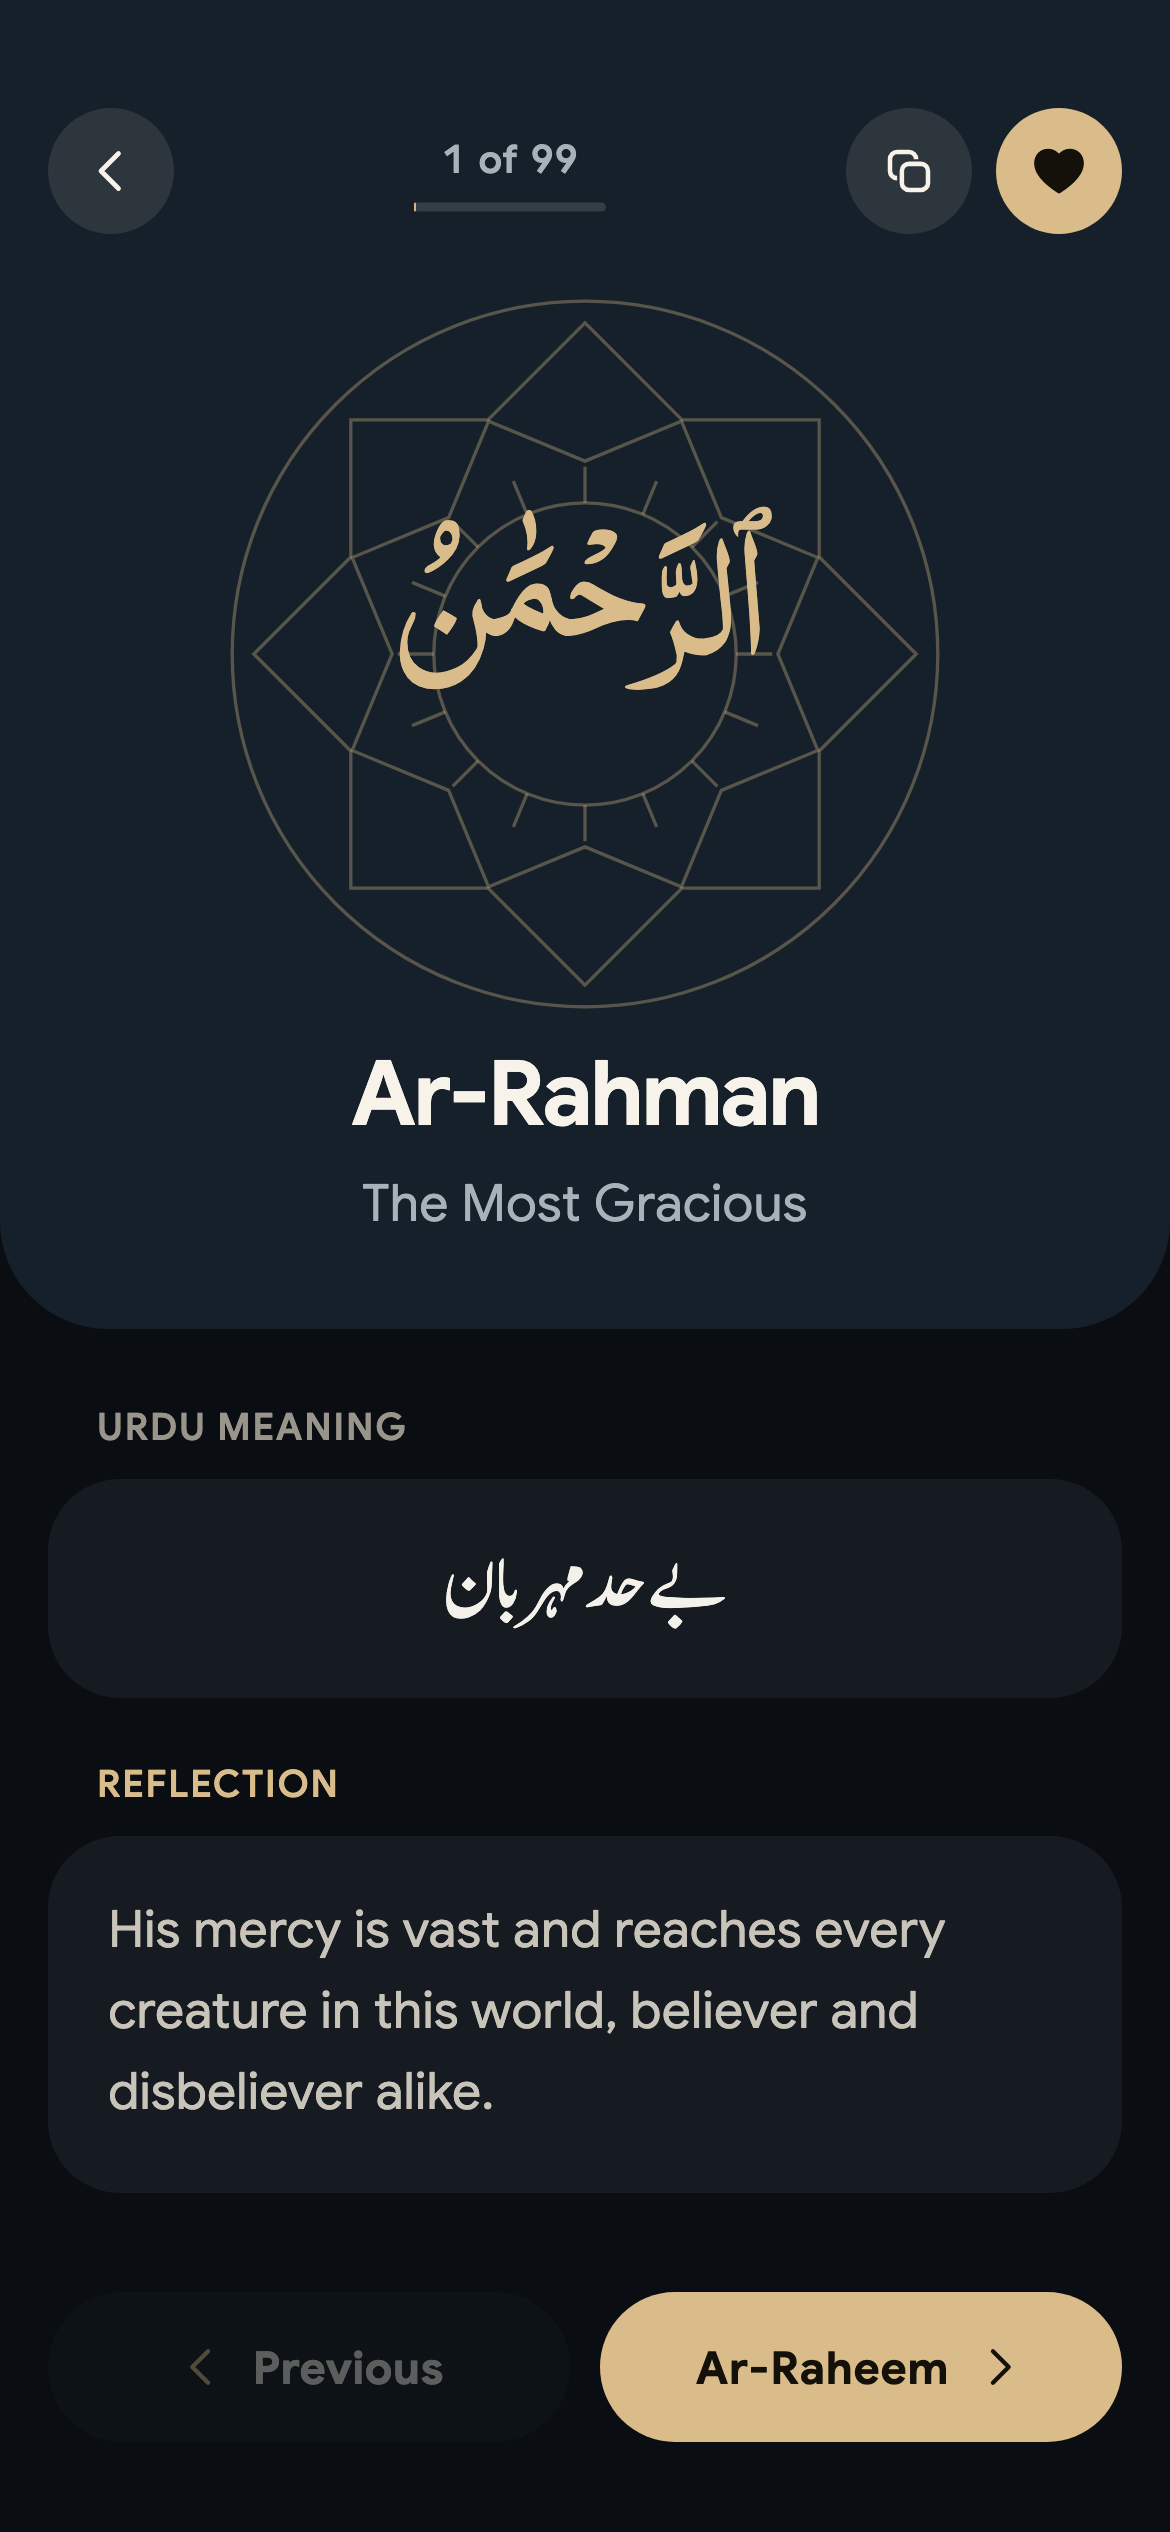 1 of 99
ٱلرَّحْمَٰنُ
Ar-Rahman
The Most Gracious
URDU MEANING
بے حد مہربان
REFLECTION
His mercy is vast and reaches every
creature in this world, believer and
disbeliever alike.
Previous
Ar-Raheem